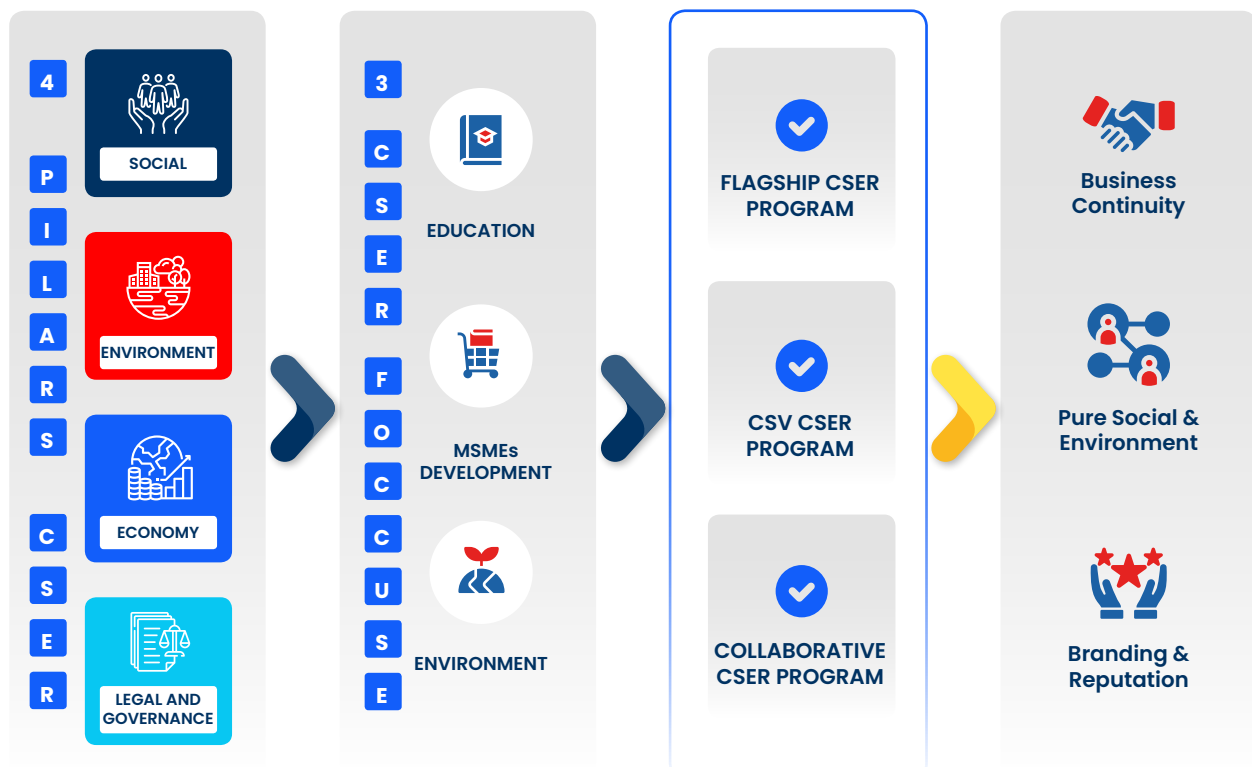 4 PILARS CSER
SOCIAL
ENVIRONMENT
ECONOMY
LEGAL AND
GOVERNANCE
3 CSER FOCCUSE
EDUCATION
MSMEs
DEVELOPMENT
ENVIRONMENT
FLAGSHIP CSER
PROGRAM
CSV CSER
PROGRAM
COLLABORATIVE
CSER PROGRAM
Business
Continuity
Pure Social &
Environment
Branding &
Reputation